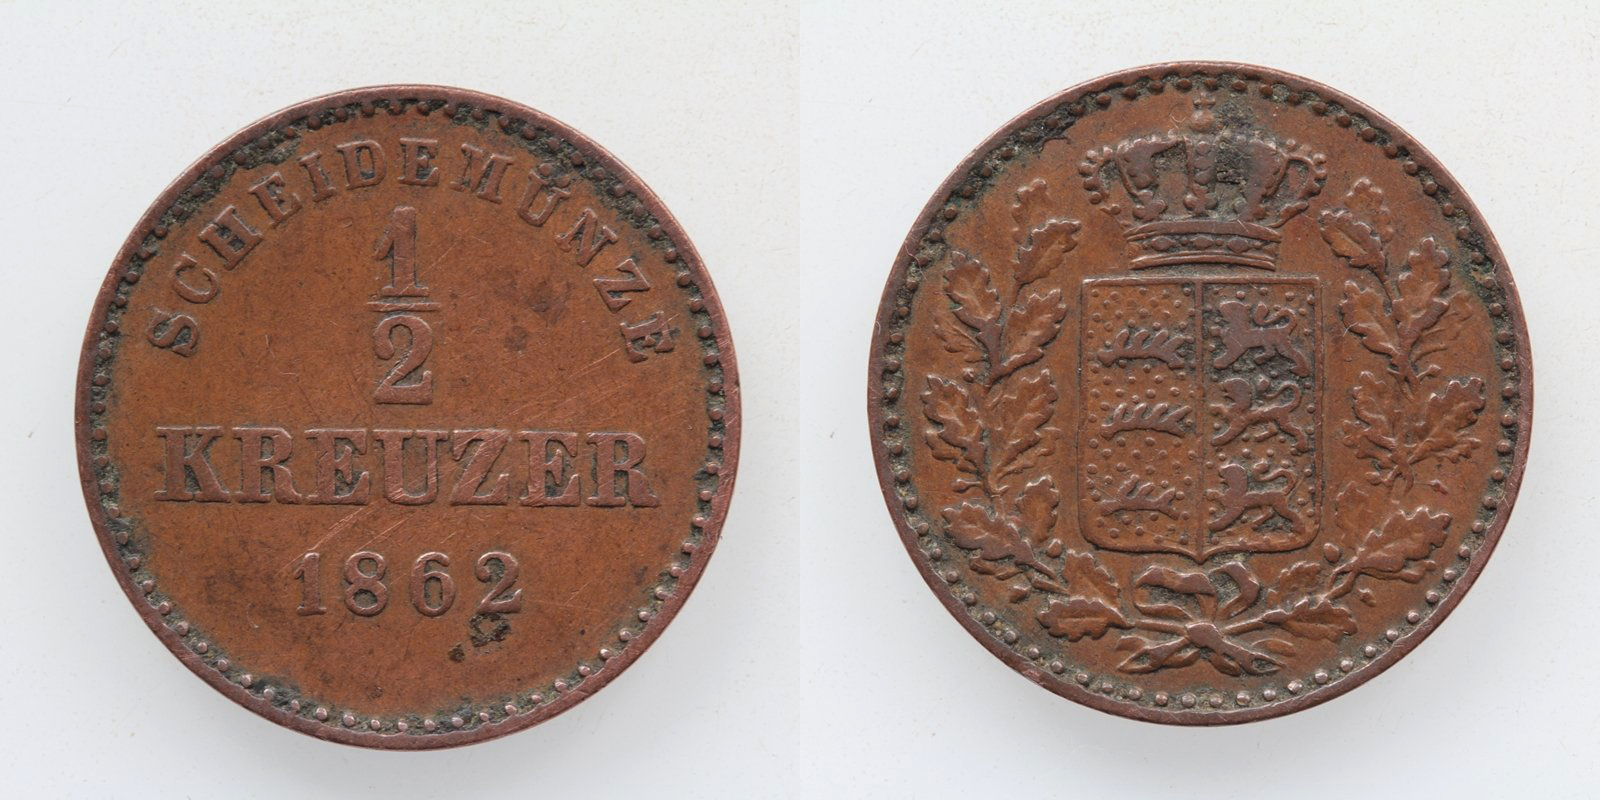 SCHEIDEMÜNZE
1/2
KREUZER
1862